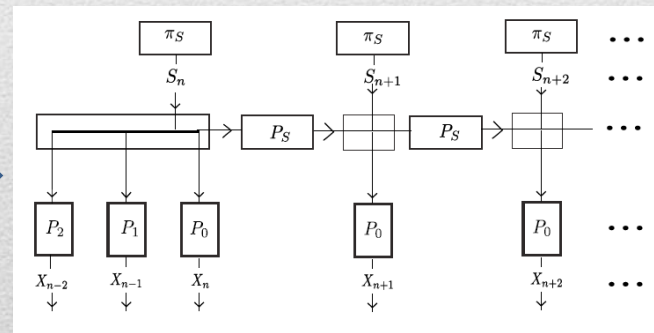 π_S π_S π_S ...
S_n S_{n+1} S_{n+2} ...
P_S P_S ...
P_2 P_1 P_0 P_0 P_0 ...
X_{n-2} X_{n-1} X_n X_{n+1} X_{n+2} ...